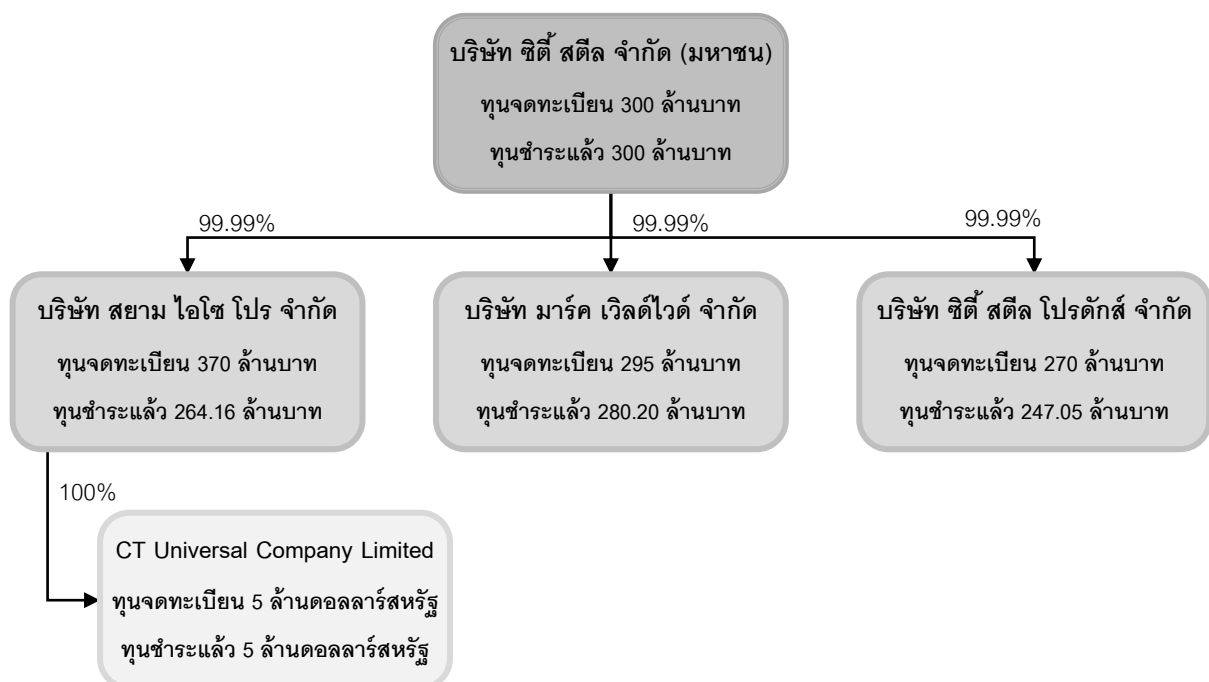 บริษัท ซิตี้ สตีล จำกัด (มหาชน)
ทุนจดทะเบียน 300 ล้านบาท
ทุนชำระแล้ว 300 ล้านบาท
99.99%
99.99%
99.99%
บริษัท สยาม ไอโซ โปร จำกัด
ทุนจดทะเบียน 370 ล้านบาท
ทุนชำระแล้ว 264.16 ล้านบาท
บริษัท มาร์ค เวิลด์ไวด์ จำกัด
ทุนจดทะเบียน 295 ล้านบาท
ทุนชำระแล้ว 280.20 ล้านบาท
บริษัท ซิตี้ สตีล โปรดักส์ จำกัด
ทุนจดทะเบียน 270 ล้านบาท
ทุนชำระแล้ว 247.05 ล้านบาท
100%
CT Universal Company Limited
ทุนจดทะเบียน 5 ล้านดอลลาร์สหรัฐ
ทุนชำระแล้ว 5 ล้านดอลลาร์สหรัฐ